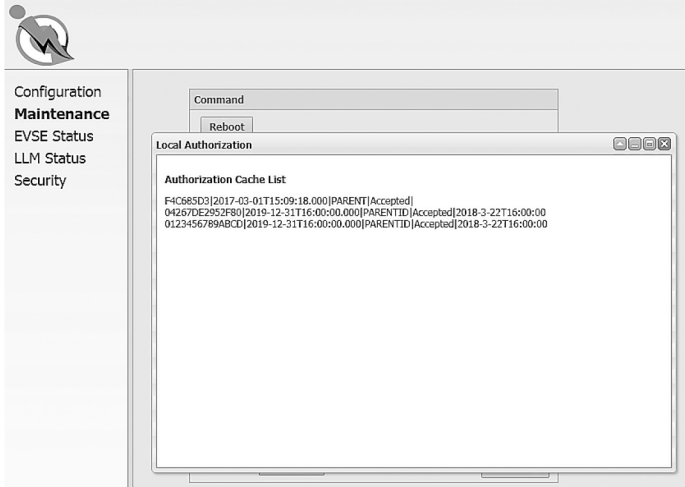 Configuration
Maintenance
EVSE Status
LLM Status
Security
Command
Reboot
Local Authorization
Authorization Cache List
F4C685D3|2017-03-01T15:09:18.000|PARENT|Accepted|
04267DE2952F80|2019-12-31T16:00:00.000|PARENTID|Accepted|2018-3-22T16:00:00
0123456789ABCD|2019-12-31T16:00:00.000|PARENTID|Accepted|2018-3-22T16:00:00